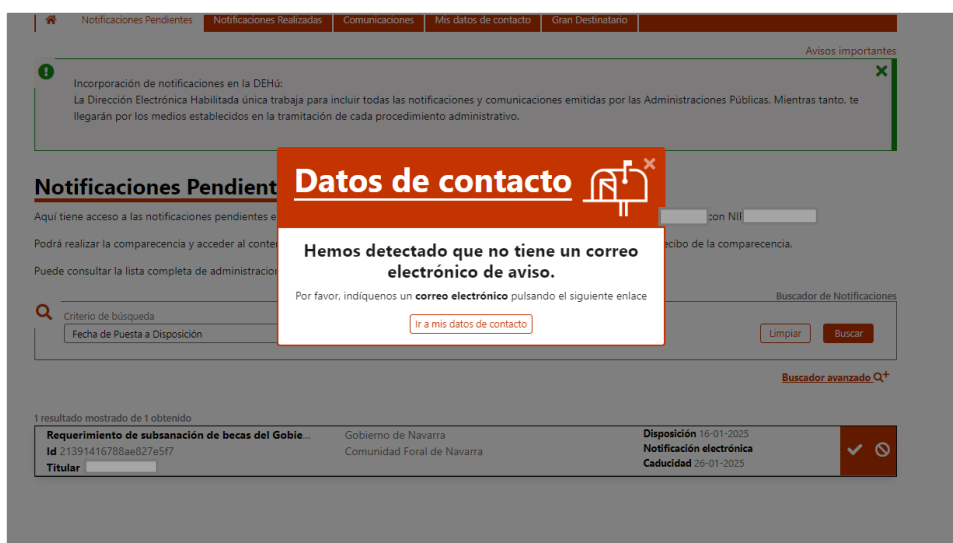 Notificaciones Pendientes Notificaciones Realizadas Comunicaciones Mis datos de contacto Gran Destinatario
Avisos importantes
Incorporación de notificaciones en la DEHú:
La Dirección Electrónica Habilitada única trabaja para incluir todas las notificaciones y comunicaciones emitidas por las Administraciones Públicas. Mientras tanto, te
llegarán por los medios establecidos en la tramitación de cada procedimiento administrativo.
Datos de contacto
Notificaciones Pendient
Aquí tiene acceso a las notificaciones pendientes e
con NIF
Podrá realizar la comparecencia y acceder al conte
ecibo de la comparecencia.
Hemos detectado que no tiene un correo
electrónico de aviso.
Puede consultar la lista completa de administracion
Por favor, indíquenos un correo electrónico pulsando el siguiente enlace
Ir a mis datos de contacto
Buscador de Notificaciones
Criterio de búsqueda
Fecha de Puesta a Disposición
Limpiar Buscar
Buscador avanzado
1 resultado mostrado de 1 obtenido
Requerimiento de subsanación de becas del Gobie... Gobierno de Navarra Disposición 16-01-2025
Id 21391416788ae827e5f7 Comunidad Foral de Navarra Notificación electrónica
Titular Caducidad 26-01-2025